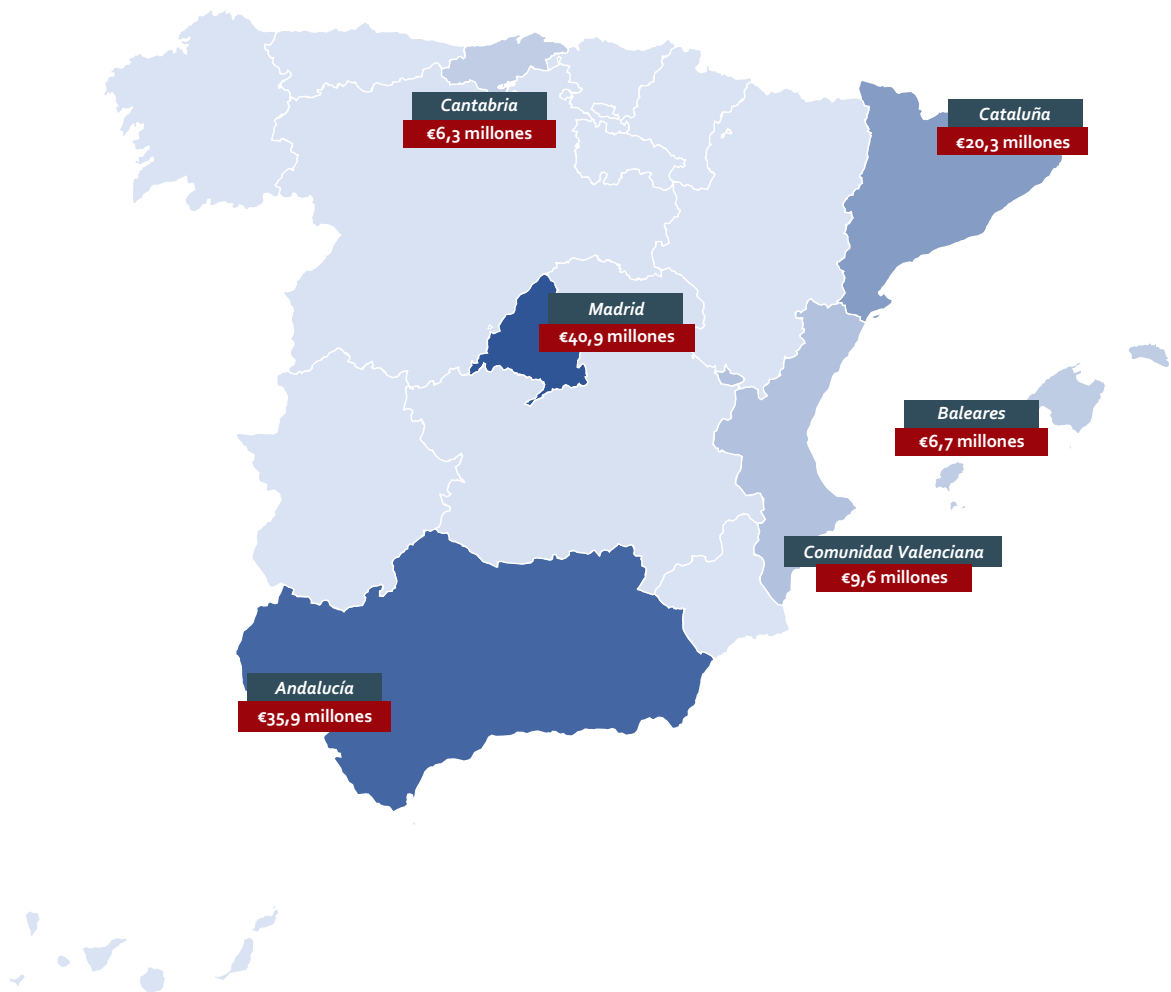 Cantabria
€6,3 millones
Cataluña
€20,3 millones
Madrid
€40,9 millones
Baleares
€6,7 millones
Comunidad Valenciana
€9,6 millones
Andalucía
€35,9 millones